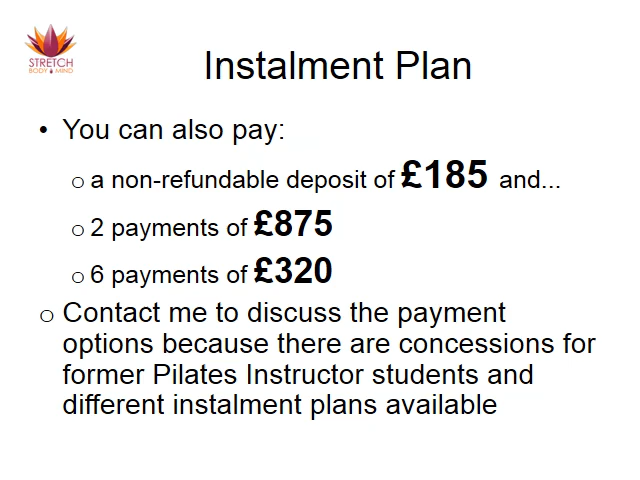 STRETCH
BODY MIND
Instalment Plan
• You can also pay:
o a non-refundable deposit of £185 and...
o 2 payments of £875
o 6 payments of £320
o Contact me to discuss the payment
options because there are concessions for
former Pilates Instructor students and
different instalment plans available